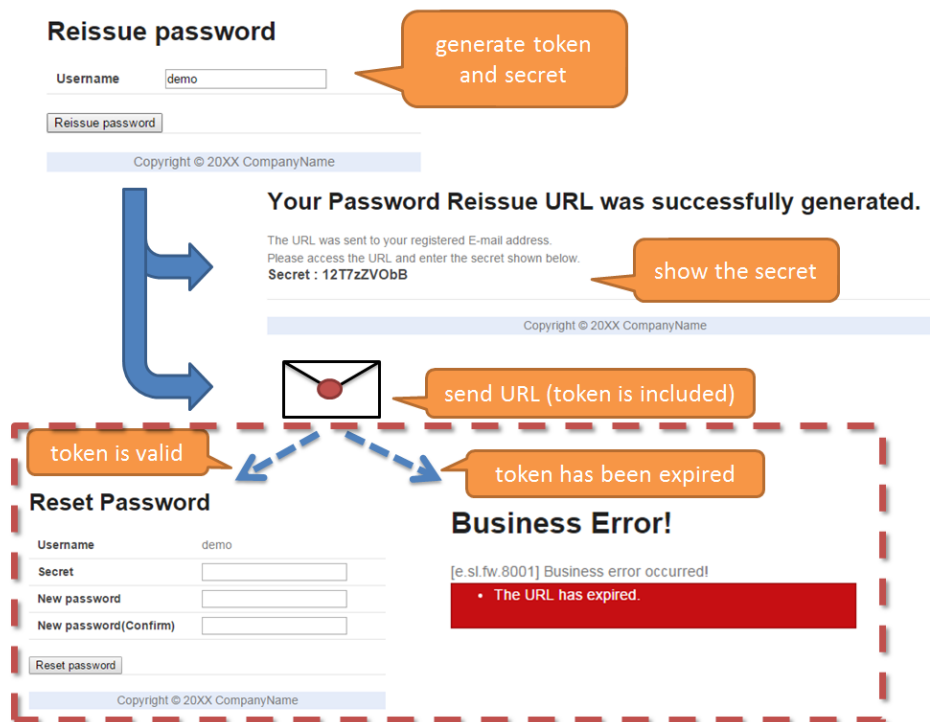 Reissue password
generate token
and secret
Username demo
Reissue password
Copyright © 20XX CompanyName
Your Password Reissue URL was successfully generated.
The URL was sent to your registered E-mail address.
Please access the URL and enter the secret shown below.
Secret : 12T7zZVObB
show the secret
Copyright © 20XX CompanyName
send URL (token is included)
token is valid
token has been expired
Reset Password
Username demo
Secret
New password
New password(Confirm)
Reset password
Copyright © 20XX CompanyName
Business Error!
[e.sl.fw.8001] Business error occurred!
• The URL has expired.